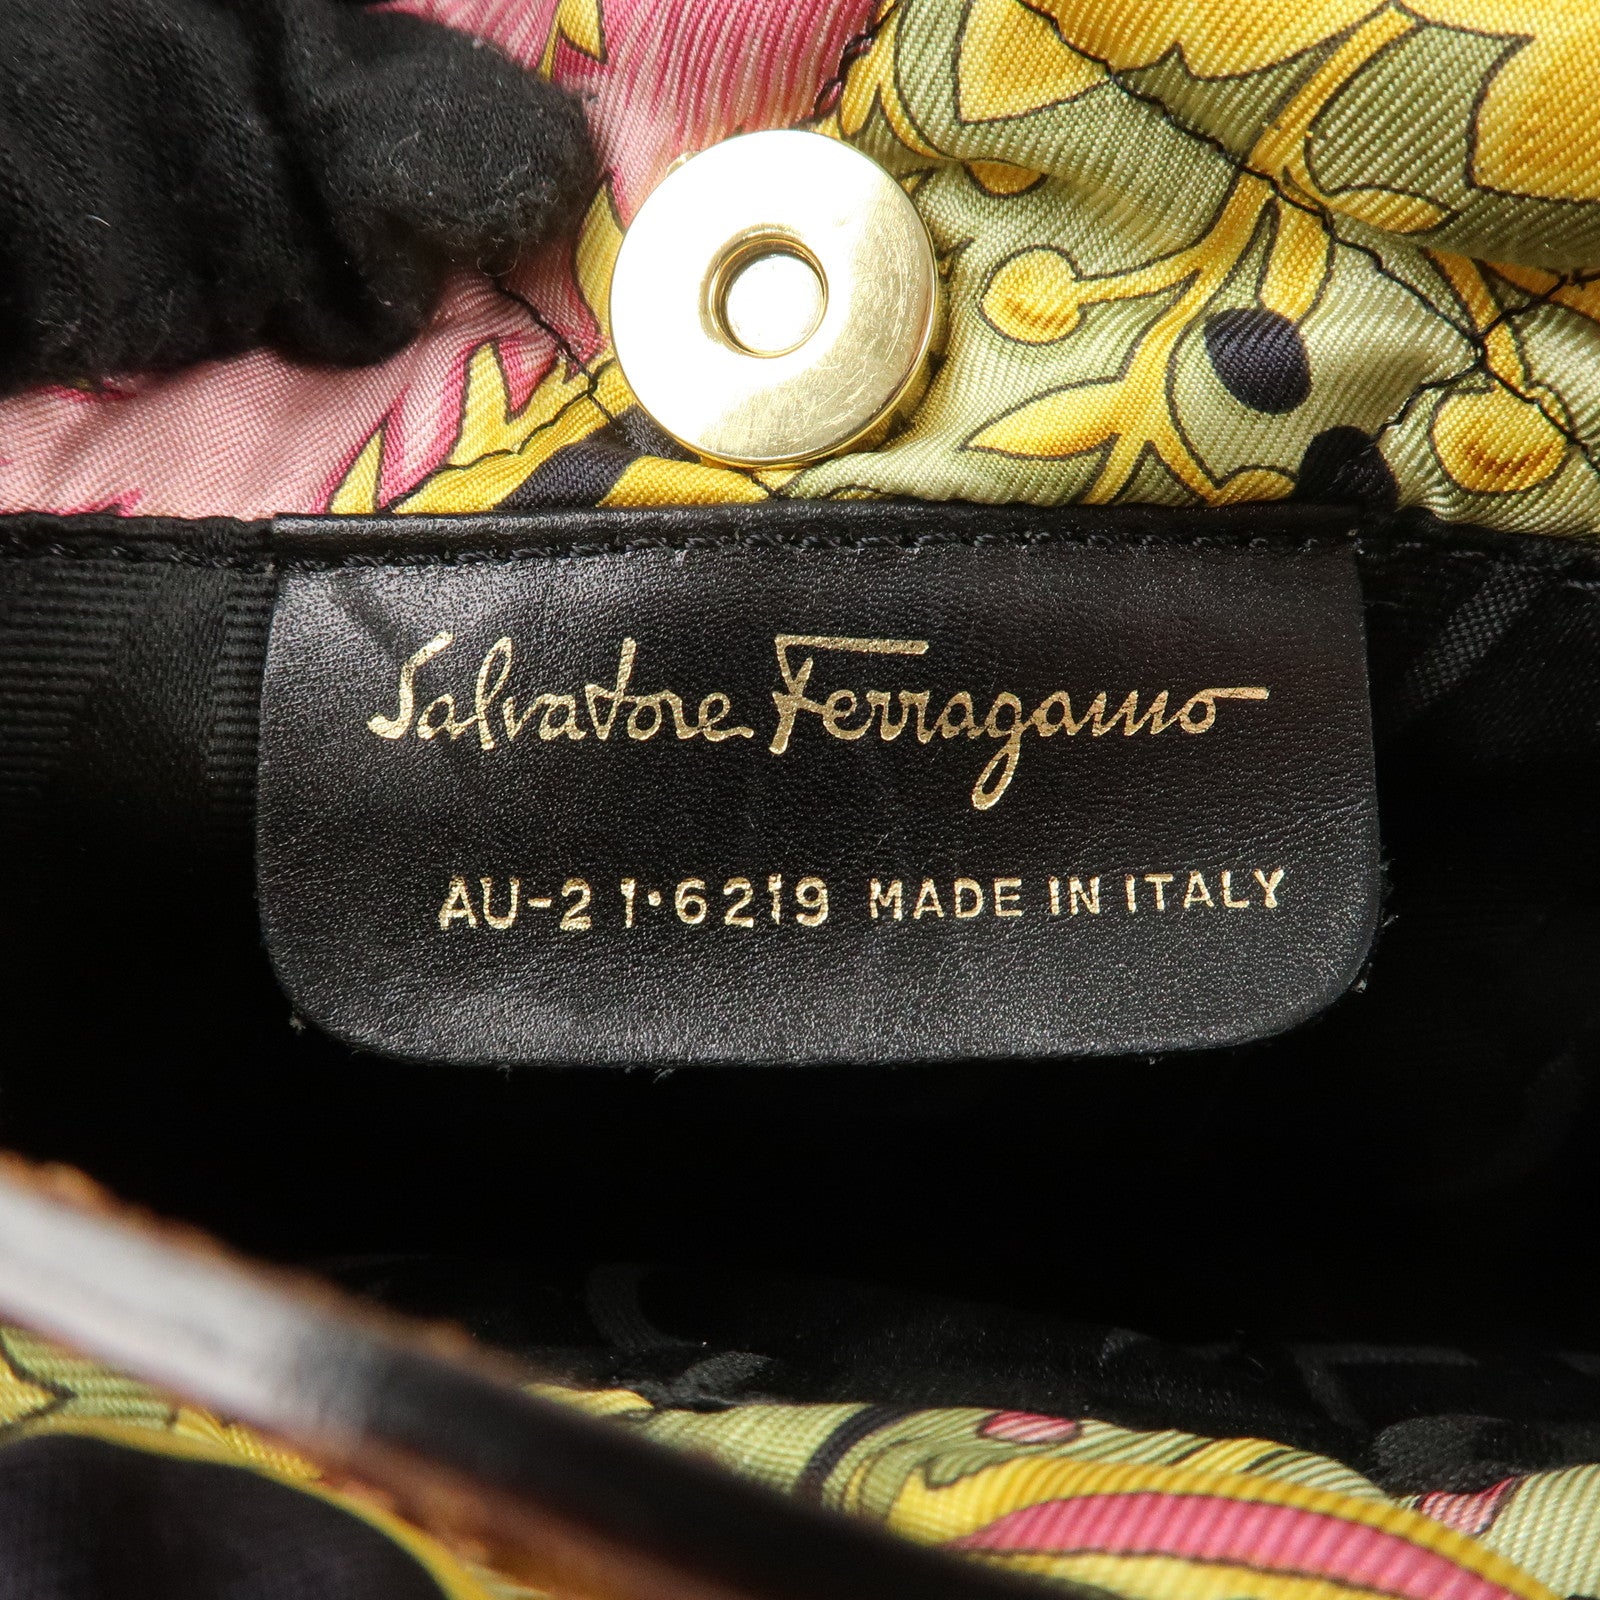 Salvatore Ferragamo
AU-21·6219 MADE IN ITALY